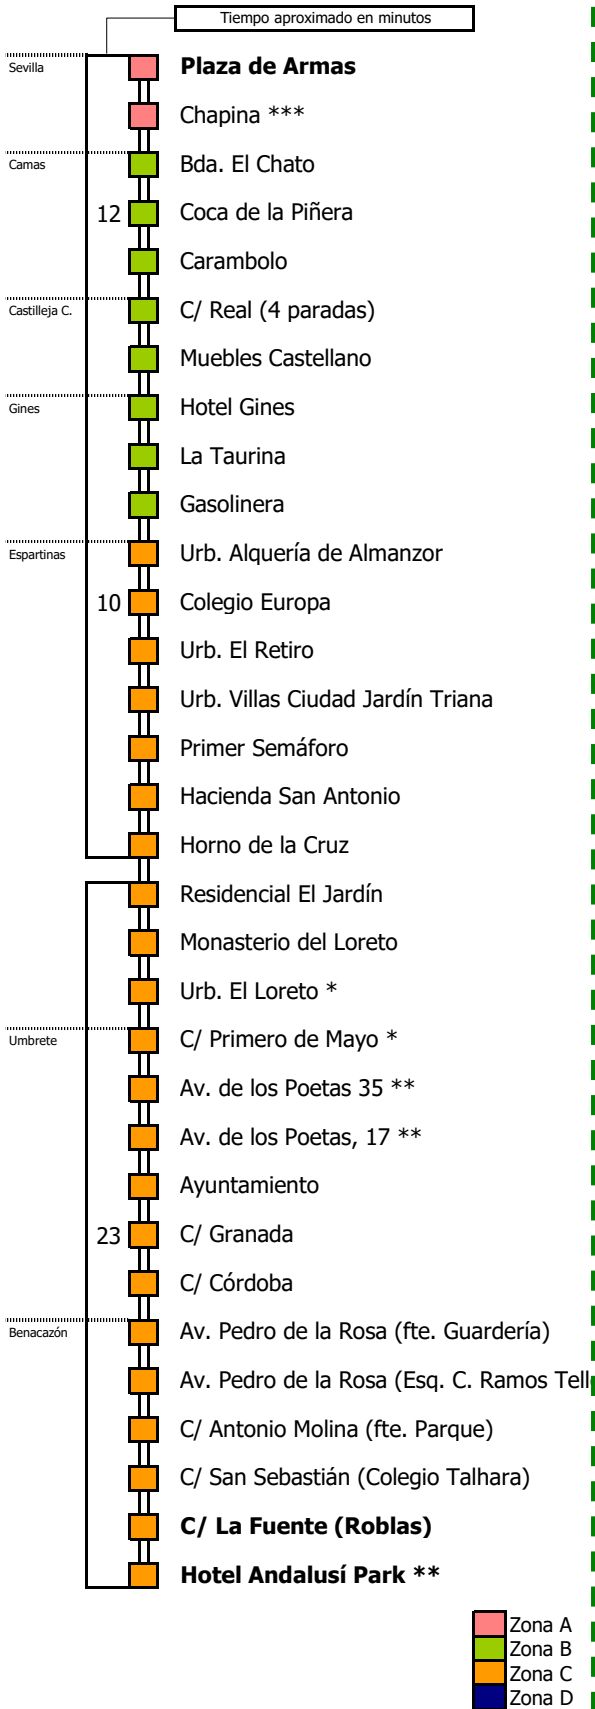 Tiempo aproximado en minutos
Sevilla
Plaza de Armas
Chapina ***
Camas
Bda. El Chato
12
Coca de la Piñera
Carambolo
Castilleja C.
C/ Real (4 paradas)
Muebles Castellano
Gines
Hotel Gines
La Taurina
Gasolinera
Espartinas
Urb. Alquería de Almanzor
10
Colegio Europa
Urb. El Retiro
Urb. Villas Ciudad Jardín Triana
Primer Semáforo
Hacienda San Antonio
Horno de la Cruz
Residencial El Jardín
Monasterio del Loreto
Urb. El Loreto *
Umbrete
C/ Primero de Mayo *
Av. de los Poetas 35 **
Av. de los Poetas, 17 **
Ayuntamiento
23
C/ Granada
C/ Córdoba
Benacazón
Av. Pedro de la Rosa (fte. Guardería)
Av. Pedro de la Rosa (Esq. C. Ramos Tell
C/ Antonio Molina (fte. Parque)
C/ San Sebastián (Colegio Talhara)
C/ La Fuente (Roblas)
Hotel Andalusí Park **
Zona A
Zona B
Zona C
Zona D